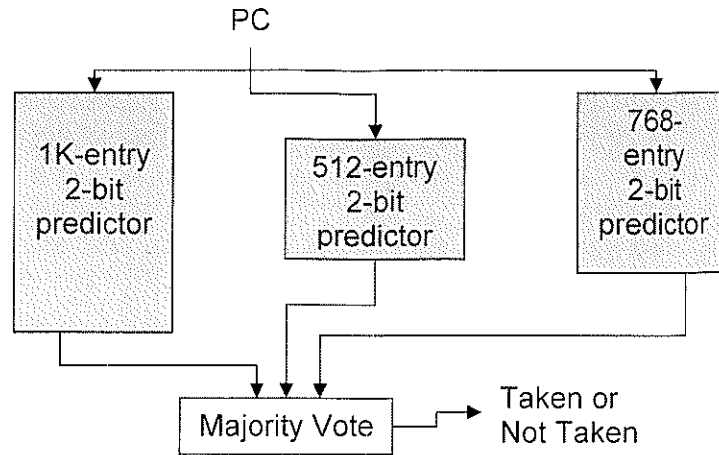 PC
1K-entry
2-bit
predictor
512-entry
2-bit
predictor
768-
entry
2-bit
predictor
Majority Vote
Taken or
Not Taken